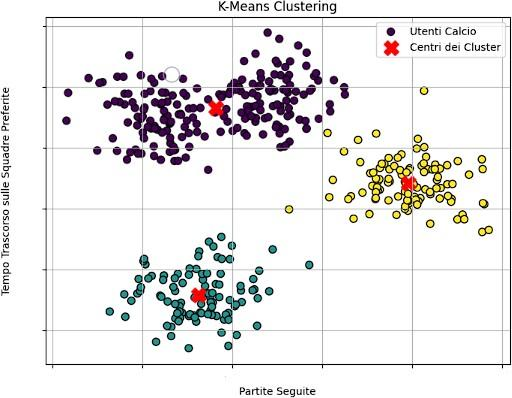 K-Means Clustering
Utenti Calcio
Centri dei Cluster
Tempo Trascorso sulle Squadre Preferite
Partite Seguite